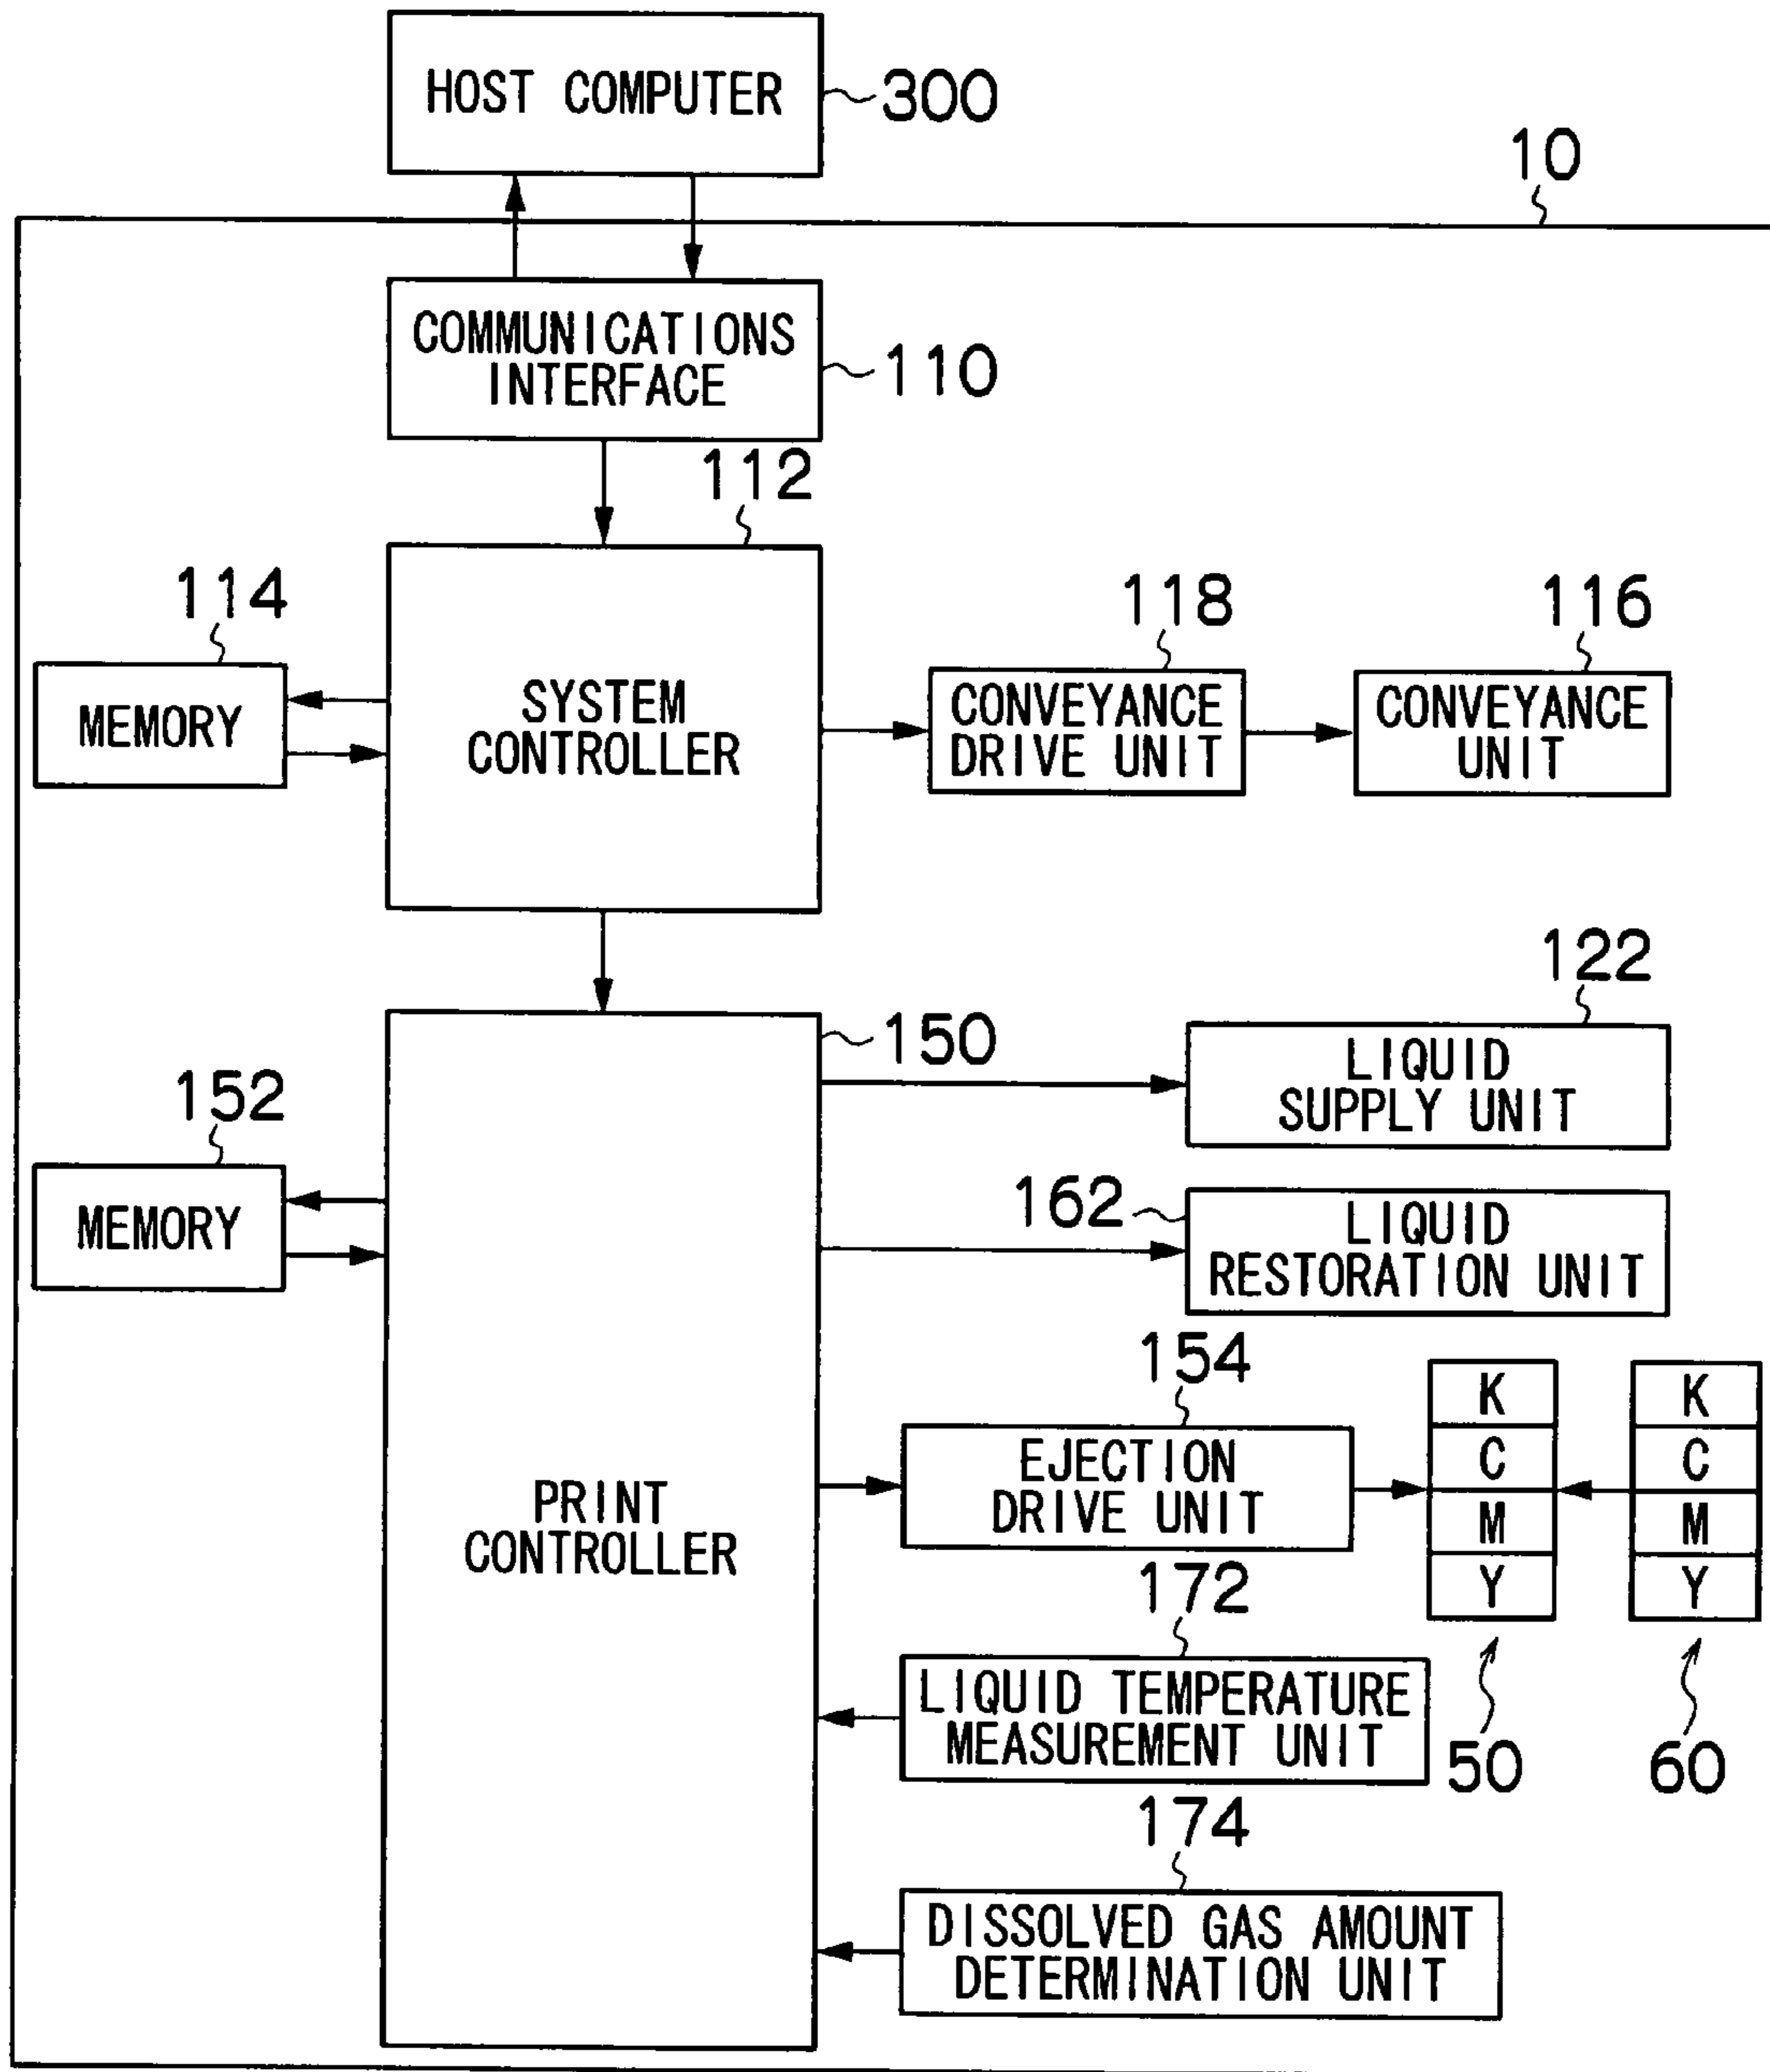 HOST COMPUTER
300
10
COMMUNICATIONS
INTERFACE
110
112
114
118
116
MEMORY
SYSTEM
CONTROLLER
CONVEYANCE
DRIVE UNIT
CONVEYANCE
UNIT
122
150
LIQUID
SUPPLY UNIT
152
MEMORY
162
LIQUID
RESTORATION UNIT
154
PRINT
CONTROLLER
EJECTION
DRIVE UNIT
K
C
M
Y
K
C
M
Y
172
LIQUID TEMPERATURE
MEASUREMENT UNIT
50
60
174
DISSOLVED GAS AMOUNT
DETERMINATION UNIT